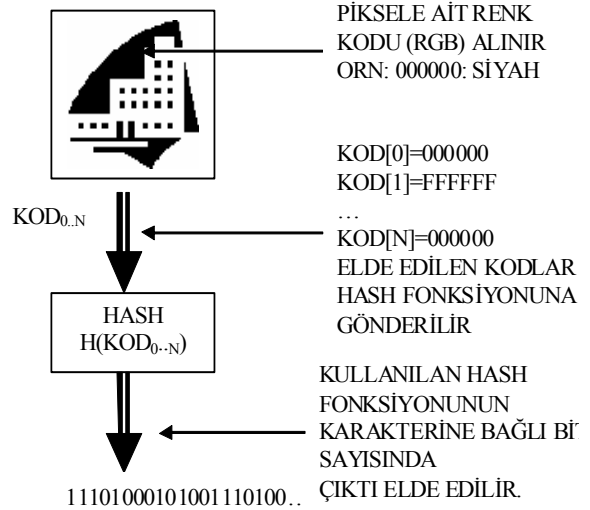 PİKSELE AİT RENK
KODU (RGB) ALINIR
ORN: 000000: SİYAH
KOD[0]=000000
KOD[1]=FFFFFF
…
KOD[N]=000000
ELDE EDİLEN KODLAR
HASH FONKSİYONUNA
GÖNDERİLİR
KOD0..N
HASH
H(KOD0..N)
KULLANILAN HASH
FONKSİYONUNUN
KARAKTERİNE BAĞLI BİT
SAYISINDA
ÇIKTI ELDE EDİLİR.
11101000101001110100..